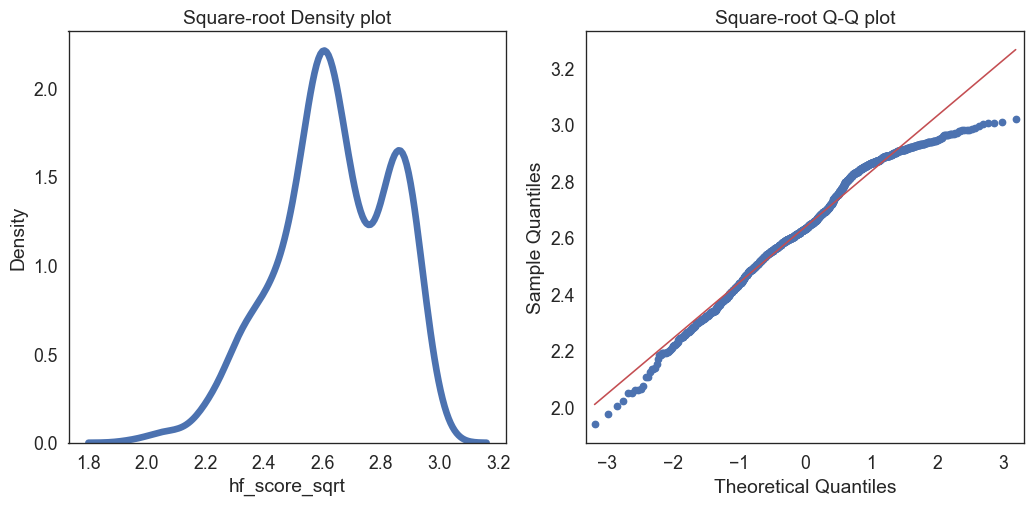 Square-root Density plot
Density
2.0
1.5
1.0
0.5
0.0
1.8 2.0 2.2 2.4 2.6 2.8 3.0 3.2
hf_score_sqrt
Square-root Q-Q plot
Sample Quantiles
3.2
3.0
2.8
2.6
2.4
2.2
2.0
−3 −2 −1 0 1 2 3
Theoretical Quantiles